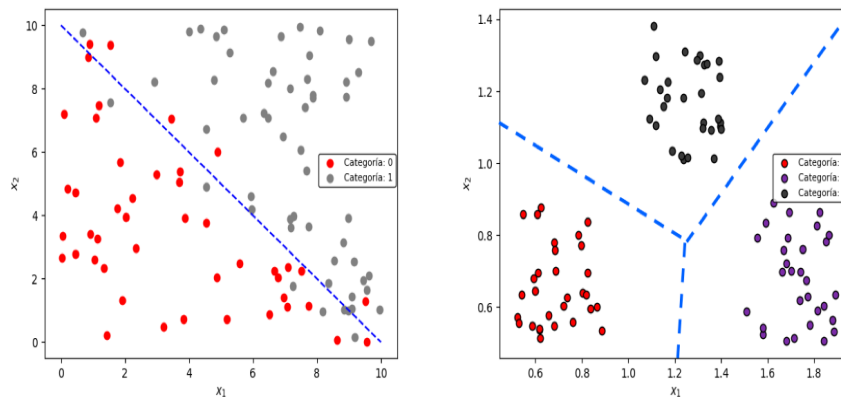 10
8
6
4
2
0
x₂
Categoría: 0
Categoría: 1
0 2 4 6 8 10
x₁
1.4
1.2
1.0
0.8
0.6
x₂
Categoría:
Categoría:
Categoría:
0.6 0.8 1.0 1.2 1.4 1.6 1.8
x₁